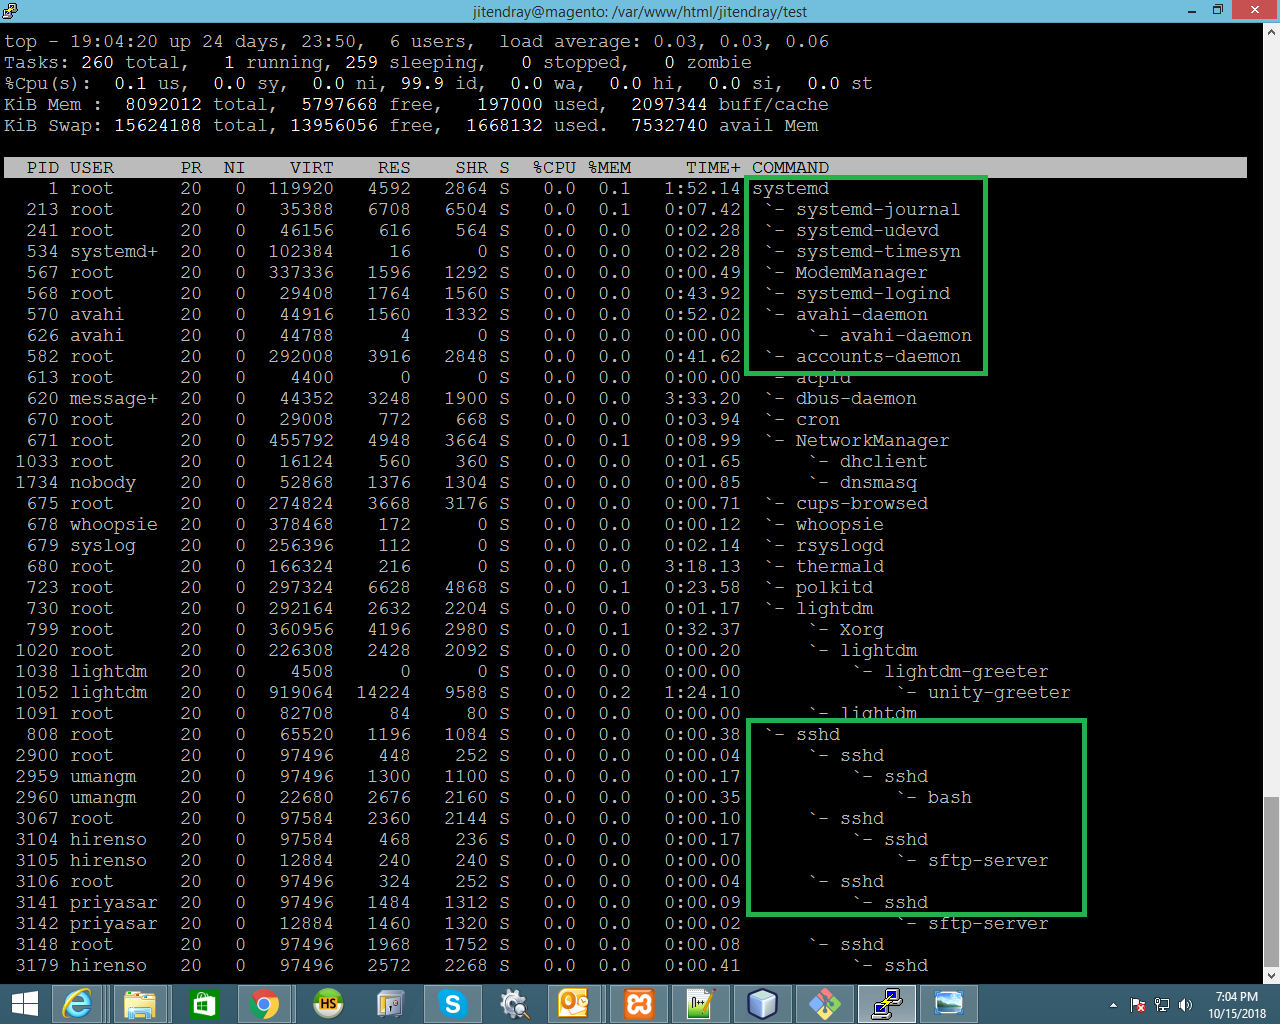 jitendray@magento: /var/www/html/jitendray/test
top - 19:04:20 up 24 days, 23:50,  6 users,  load average: 0.03, 0.03, 0.06
Tasks: 260 total,   1 running, 259 sleeping,   0 stopped,   0 zombie
%Cpu(s):  0.1 us,  0.0 sy,  0.0 ni, 99.9 id,  0.0 wa,  0.0 hi,  0.0 si,  0.0 st
KiB Mem :  8092012 total,  5797668 free,   197000 used,  2097344 buff/cache
KiB Swap: 15624188 total, 13956056 free,  1668132 used.  7532740 avail Mem
PID USER      PR  NI    VIRT    RES    SHR S  %CPU %MEM     TIME+ COMMAND
1 root      20   0  119920   4592   2864 S   0.0  0.1   1:52.14 systemd
213 root      20   0   35388   6708   6504 S   0.0  0.1   0:07.42  `- systemd-journal
241 root      20   0   46156    616    564 S   0.0  0.0   0:02.28  `- systemd-udevd
534 systemd+  20   0  102384     16      0 S   0.0  0.0   0:02.28  `- systemd-timesyn
567 root      20   0  337336   1596   1292 S   0.0  0.0   0:00.49  `- ModemManager
568 root      20   0   29408   1764   1560 S   0.0  0.0   0:43.92  `- systemd-logind
570 avahi     20   0   44916   1560   1332 S   0.0  0.0   0:52.02  `- avahi-daemon
626 avahi     20   0   44788      4      0 S   0.0  0.0   0:00.00      `- avahi-daemon
582 root      20   0  292008   3916   2848 S   0.0  0.0   0:41.62  `- accounts-daemon
613 root      20   0    4400      0      0 S   0.0  0.0   0:00.00  `- acpid
620 message+  20   0   44352   3248   1900 S   0.0  0.0   3:33.20  `- dbus-daemon
670 root      20   0   29008    772    668 S   0.0  0.0   0:03.94  `- cron
671 root      20   0  455792   4948   3664 S   0.0  0.1   0:08.99  `- NetworkManager
1033 root      20   0   16124    560    360 S   0.0  0.0   0:01.65      `- dhclient
1734 nobody    20   0   52868   1376   1304 S   0.0  0.0   0:00.85      `- dnsmasq
675 root      20   0  274824   3668   3176 S   0.0  0.0   0:00.71  `- cups-browsed
678 whoopsie  20   0  378468    172      0 S   0.0  0.0   0:00.12  `- whoopsie
679 syslog    20   0  256396    112      0 S   0.0  0.0   0:02.14  `- rsyslogd
680 root      20   0  166324    216      0 S   0.0  0.0   3:18.13  `- thermald
723 root      20   0  297324   6628   4868 S   0.0  0.1   0:23.58  `- polkitd
730 root      20   0  292164   2632   2204 S   0.0  0.0   0:01.17  `- lightdm
799 root      20   0  360956   4196   2980 S   0.0  0.1   0:32.37      `- Xorg
1020 root      20   0  226308   2428   2092 S   0.0  0.0   0:00.20      `- lightdm
1038 lightdm   20   0    4508      0      0 S   0.0  0.0   0:00.00          `- lightdm-greeter
1052 lightdm   20   0  919064  14224   9588 S   0.0  0.2   1:24.10              `- unity-greeter
1091 root      20   0   82708     84     80 S   0.0  0.0   0:00.00      `- lightdm
808 root      20   0   65520   1196   1084 S   0.0  0.0   0:00.38  `- sshd
2900 root      20   0   97496    448    252 S   0.0  0.0   0:00.04      `- sshd
2959 umangm    20   0   97496   1300   1100 S   0.0  0.0   0:00.17          `- sshd
2960 umangm    20   0   22680   2676   2160 S   0.0  0.0   0:00.35              `- bash
3067 root      20   0   97584   2360   2144 S   0.0  0.0   0:00.10      `- sshd
3104 hirenso   20   0   97584    468    236 S   0.0  0.0   0:00.17          `- sshd
3105 hirenso   20   0   12884    240    240 S   0.0  0.0   0:00.00              `- sftp-server
3106 root      20   0   97496    324    252 S   0.0  0.0   0:00.04      `- sshd
3141 priyasar  20   0   97496   1484   1312 S   0.0  0.0   0:00.09          `- sshd
3142 priyasar  20   0   12884   1460   1320 S   0.0  0.0   0:00.02              `- sftp-server
3148 root      20   0   97496   1968   1752 S   0.0  0.0   0:00.08      `- sshd
3179 hirenso   20   0   97496   2572   2268 S   0.0  0.0   0:00.41          `- sshd
HS
7:04 PM
10/15/2018